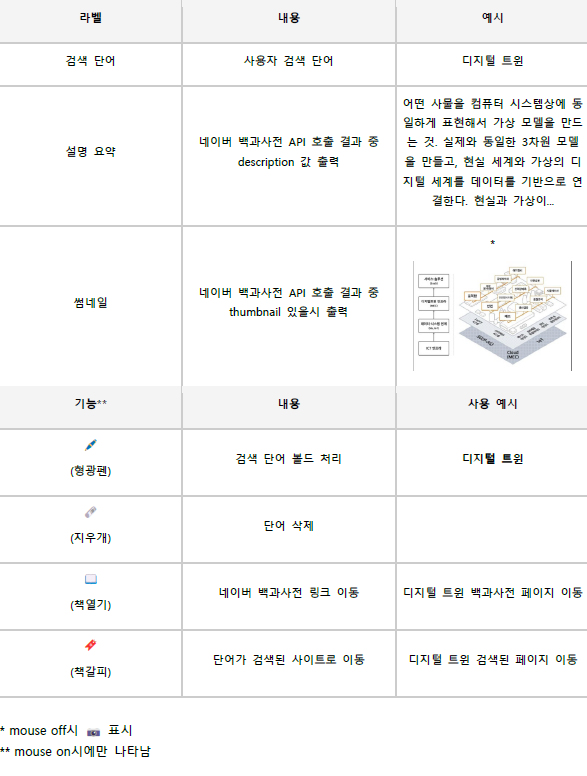 라벨 내용 예시
검색 단어 사용자 검색 단어 디지털 트윈
설명 요약
네이버 백과사전 API 호출 결과 중
description 값 출력
어떤 사물을 컴퓨터 시스템상에 동
일하게 표현해서 가상 모델을 만드
는 것. 실제와 동일한 3차원 모델
을 만들고, 현실 세계와 가상의 디
지털 세계를 데이터를 기반으로 연
결한다. 현실과 가상이...
썸네일
네이버 백과사전 API 호출 결과 중
thumbnail 있을시 출력
*
Cloud
(MEC)
기능** 내용 사용 예시
(형광펜) 검색 단어 볼드 처리 디지털 트윈
(지우개) 단어 삭제
(책열기) 네이버 백과사전 링크 이동 디지털 트윈 백과사전 페이지 이동
(책갈피) 단어가 검색된 사이트로 이동 디지털 트윈 검색된 페이지 이동
* mouse off시 표시
** mouse on시에만 나타남